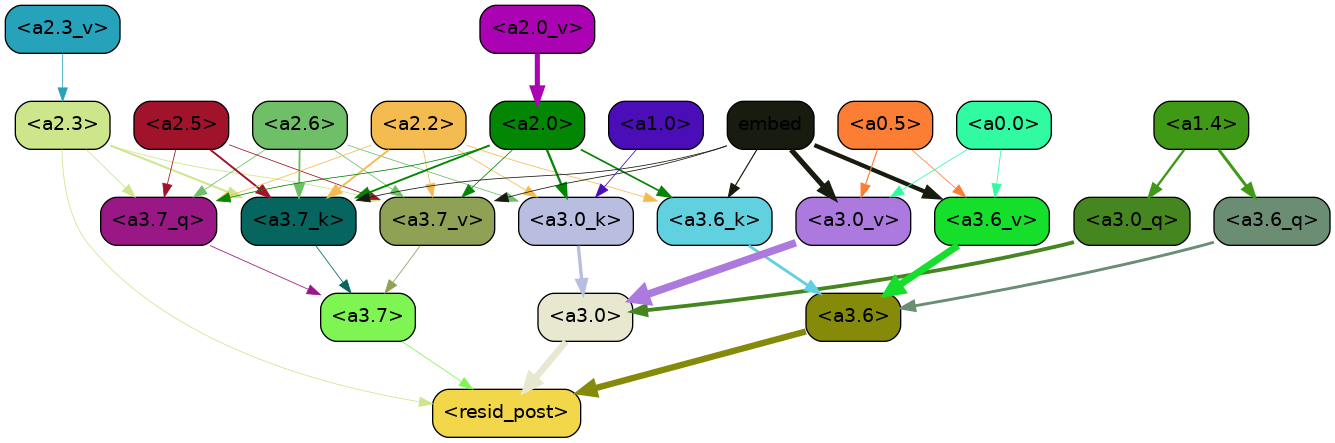 <a2.3_v> <a2.0_v>
<a2.3> <a2.5> <a2.6> <a2.2> <a2.0> <a1.0> embed <a0.5> <a0.0> <a1.4>
<a3.7_q> <a3.7_k> <a3.7_v> <a3.0_k> <a3.6_k> <a3.0_v> <a3.6_v> <a3.0_q> <a3.6_q>
<a3.7> <a3.0> <a3.6>
<resid_post>